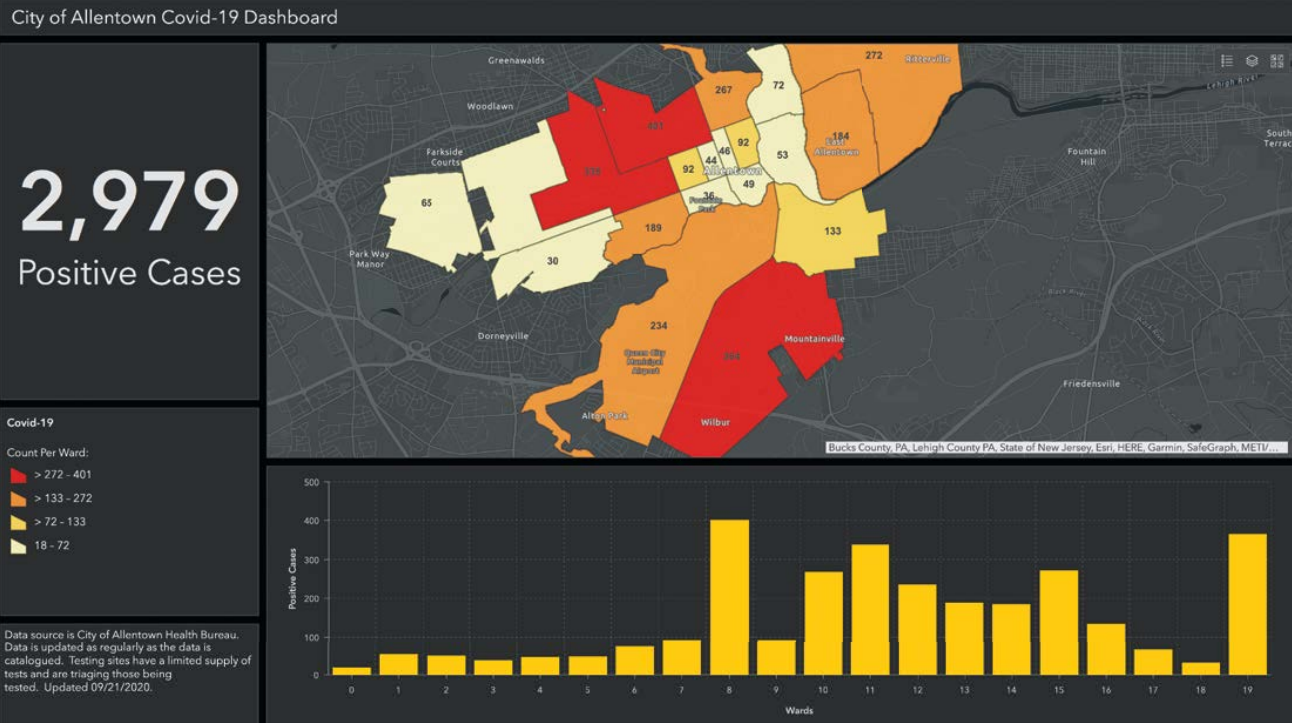 City of Allentown Covid-19 Dashboard
2,979
Positive Cases
Covid-19
Count Per Ward:
> 272 - 401
> 133 - 272
> 72 - 133
18 - 72
Data source is City of Allentown Health Bureau.
Data is updated as regularly as the data is
catalogued. Testing sites have a limited supply of
tests and are triaging those being
tested. Updated 09/21/2020.
Greenawalds
272
Ritterville
Lehigh River
267
72
Woodlawn
South
Terrac
184
East
Allentown
Parkside
Courts
92
46
44
53
Fountain
Hill
92
Allentown
49
36
Fountain
Park
65
189
133
Park Way
Manor
30
234
Dorneyville
Mountainville
Queen City
Municipal
Airport
Friedensville
Alton Park
Wilbur
Bucks County, PA, Lehigh County PA, State of New Jersey, Esri, HERE, Garmin, SafeGraph, METI/...
Positive Cases
500
400
300
200
100
0
0 1 2 3 4 5 6 7 8 9 10 11 12 13 14 15 16 17 18 19
Wards